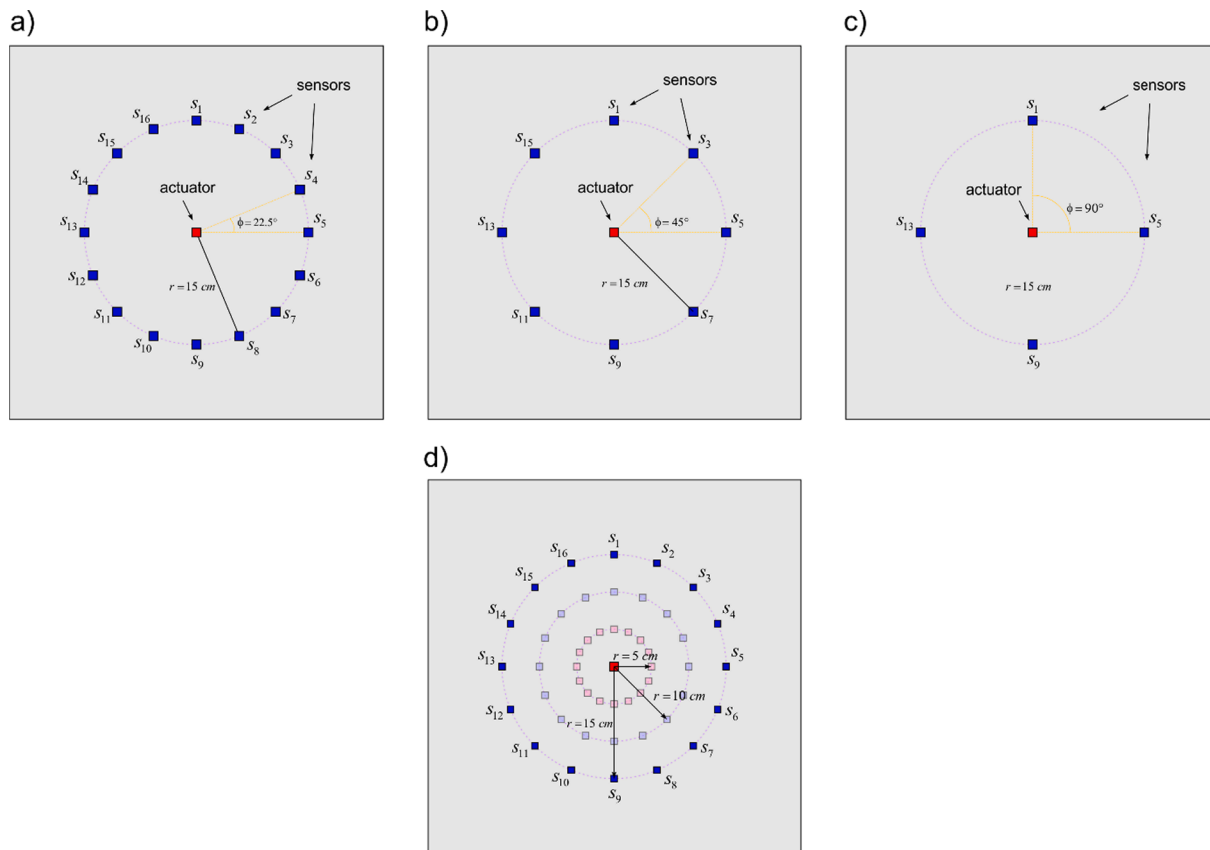 a)
sensors
S16
S1
S2
S15
S3
S14
S4
actuator
ϕ = 22.5°
S13
S5
S12
S6
r = 15 cm
S11
S7
S10
S9
S8
b)
sensors
S1
S15
S3
actuator
ϕ = 45°
S13
S5
r = 15 cm
S11
S7
S9
c)
sensors
S1
actuator
ϕ = 90°
S13
S5
r = 15 cm
S9
d)
S16
S1
S2
S15
S3
S14
S4
r = 5 cm
S13
S5
r = 10 cm
S12
S6
r = 15 cm
S11
S7
S10
S8
S9